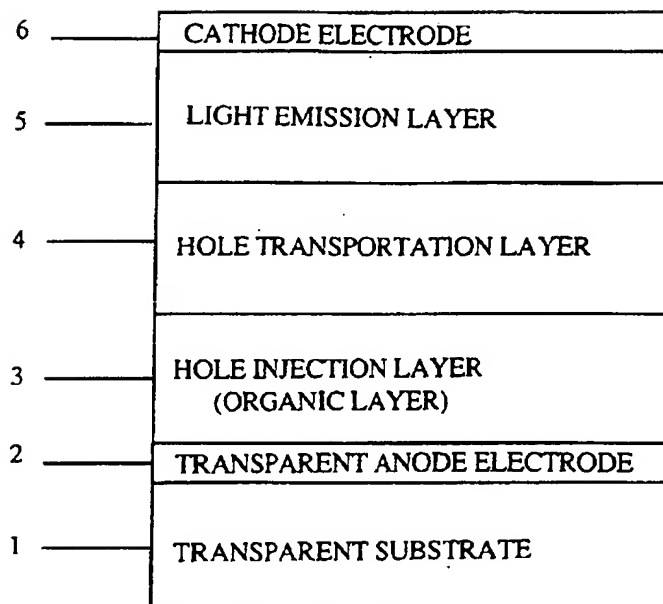 6 CATHODE ELECTRODE
5 LIGHT EMISSION LAYER
4 HOLE TRANSPORTATION LAYER
3 HOLE INJECTION LAYER
(ORGANIC LAYER)
2 TRANSPARENT ANODE ELECTRODE
1 TRANSPARENT SUBSTRATE